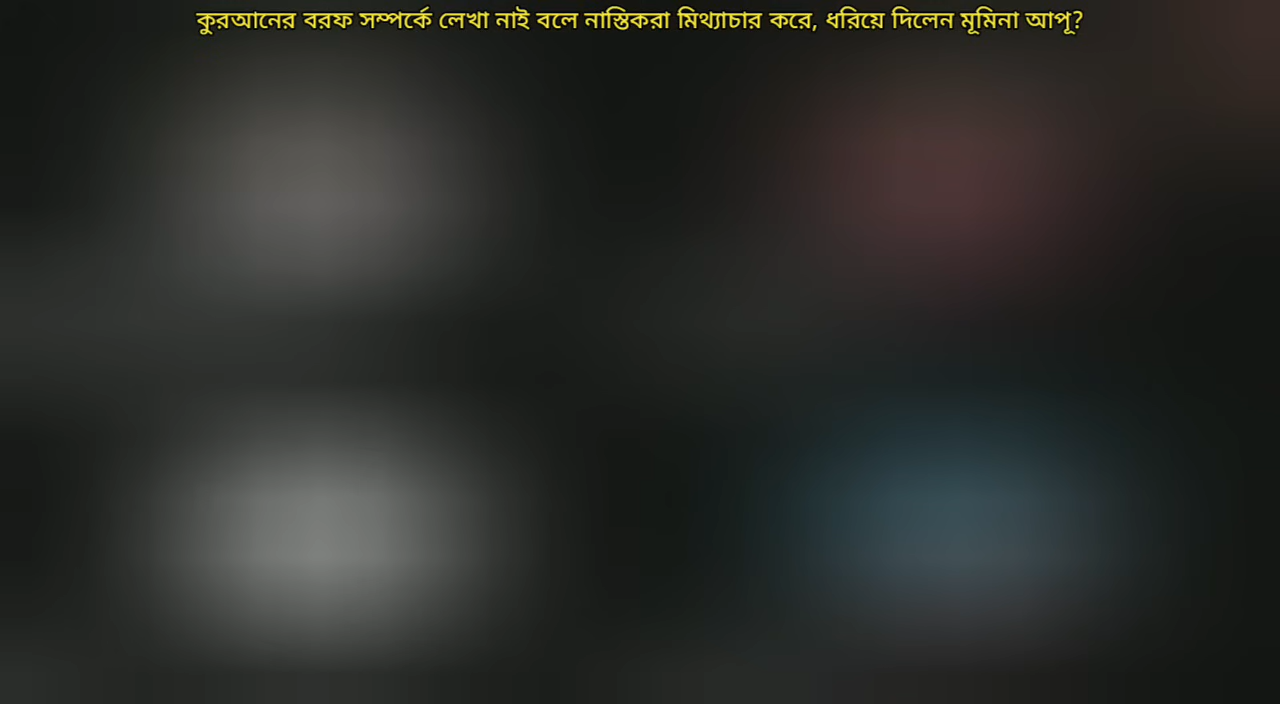 কুরআনের বরফ সম্পর্কে লেখা নাই বলে নাস্তিকরা মিথ্যাচার করে, ধরিয়ে দিলেন মূমিনা আপূ?